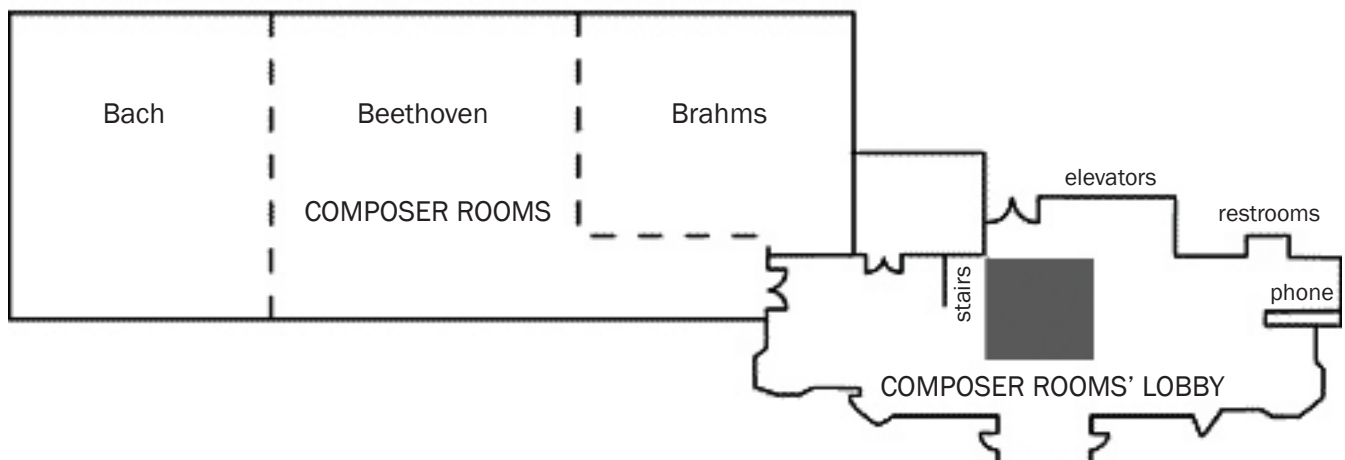 Bach
Beethoven
Brahms
COMPOSER ROOMS
elevators
restrooms
stairs
phone
COMPOSER ROOMS' LOBBY